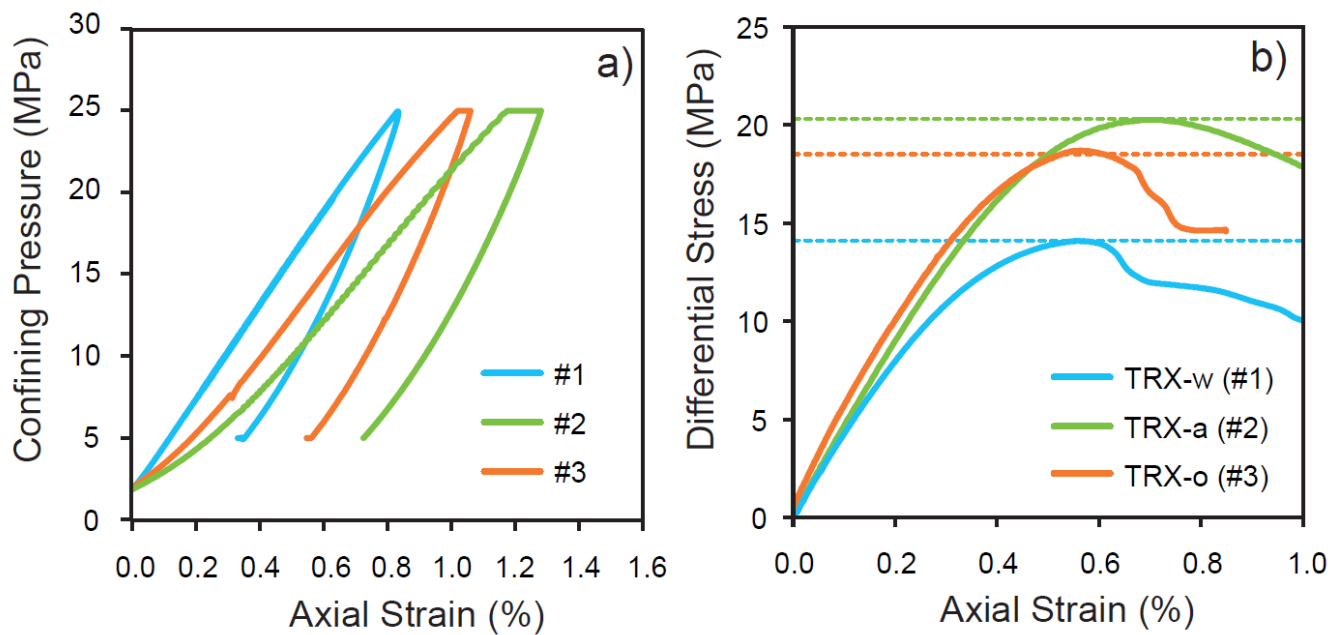 a)
Confining Pressure (MPa)
30
25
20
15
10
5
0
#1
#2
#3
0.0 0.2 0.4 0.6 0.8 1.0 1.2 1.4 1.6
Axial Strain (%)
b)
Differential Stress (MPa)
25
20
15
10
5
0
TRX-w (#1)
TRX-a (#2)
TRX-o (#3)
0.0 0.2 0.4 0.6 0.8 1.0
Axial Strain (%)